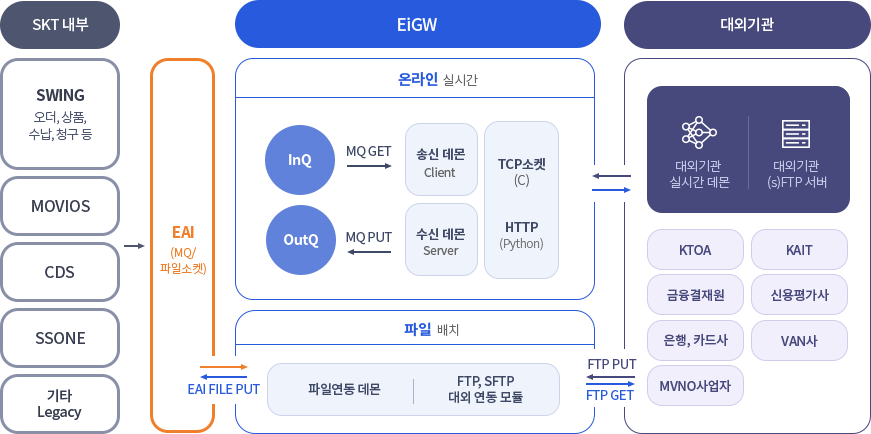 SKT 내부
EiGW
대외기관
SWING
오더, 상품,
수납, 청구 등
MOVIOS
CDS
SSONE
기타
Legacy
EAI
(MQ/
파일소켓)
온라인 실시간
InQ
MQ GET
송신 데몬
Client
OutQ
MQ PUT
수신 데몬
Server
TCP소켓
(C)
HTTP
(Python)
파일 배치
EAI FILE PUT
파일연동 데몬
FTP, SFTP
대외 연동 모듈
FTP PUT
FTP GET
대외기관
실시간 데몬
대외기관
(s)FTP 서버
KTOA
KAIT
금융결재원
신용평가사
은행, 카드사
VAN사
MVNO사업자